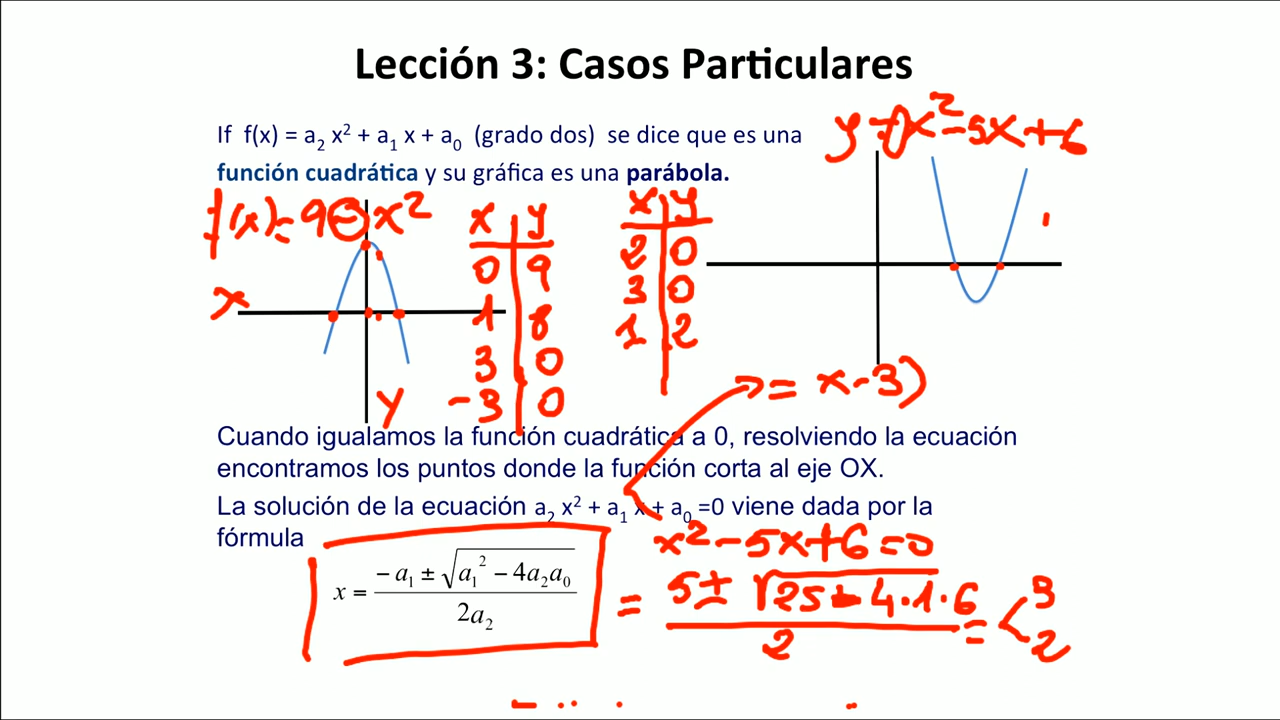 Lección 3: Casos Particulares
If f(x) = a₂ x² + a₁ x + a₀ (grado dos) se dice que es una
función cuadrática y su gráfica es una parábola.
y = x² - 5x + 6
f(x) = 9 - x²
x y
0 9
1 8
3 0
-3 0
x y
2 0
3 0
1 2
x
y
= x - 3)
Cuando igualamos la función cuadrática a 0, resolviendo la ecuación
encontramos los puntos donde la función corta al eje OX.
La solución de la ecuación a₂ x² + a₁ x + a₀ =0 viene dada por la
fórmula
x² - 5x + 6 = 0
x = (-a₁ ± √(a₁² - 4a₂a₀)) / 2a₂ = (5 ± √(25 - 4·1·6)) / 2 = < 3
2